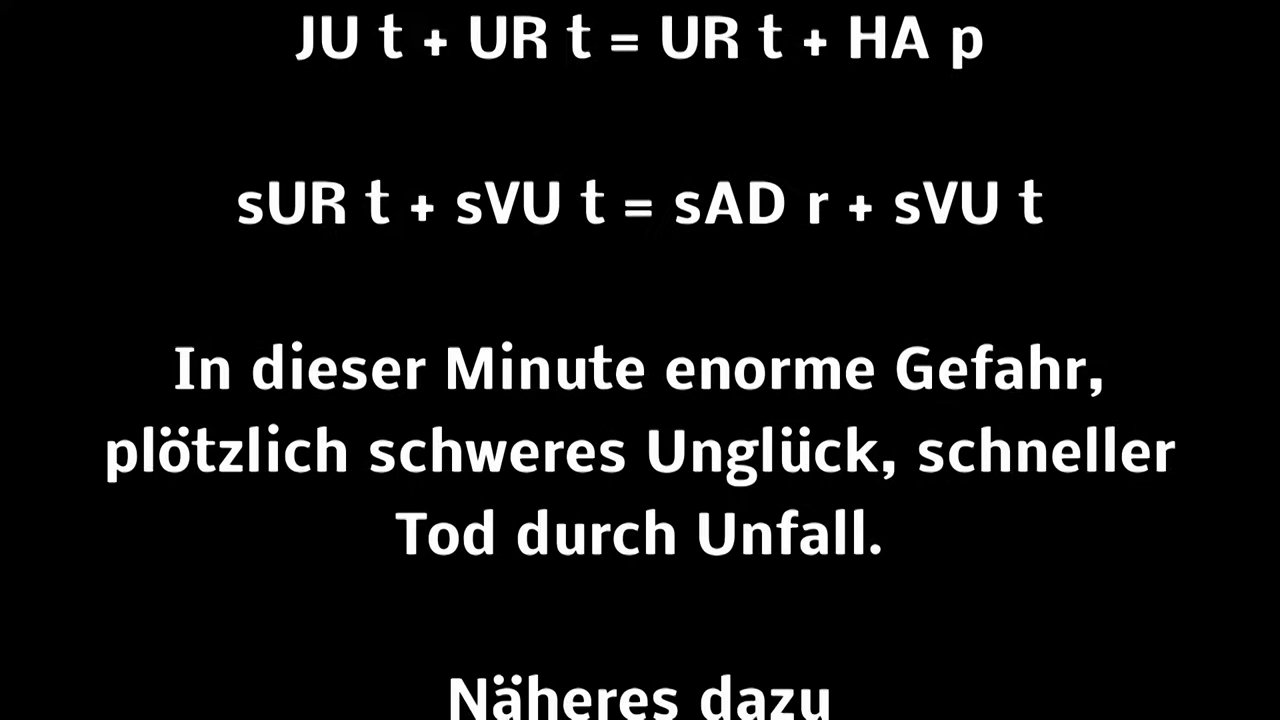 JU t + UR t = UR t + HA p
sUR t + sVU t = sAD r + sVU t
In dieser Minute enorme Gefahr,
plötzlich schweres Unglück, schneller
Tod durch Unfall.
Näheres dazu